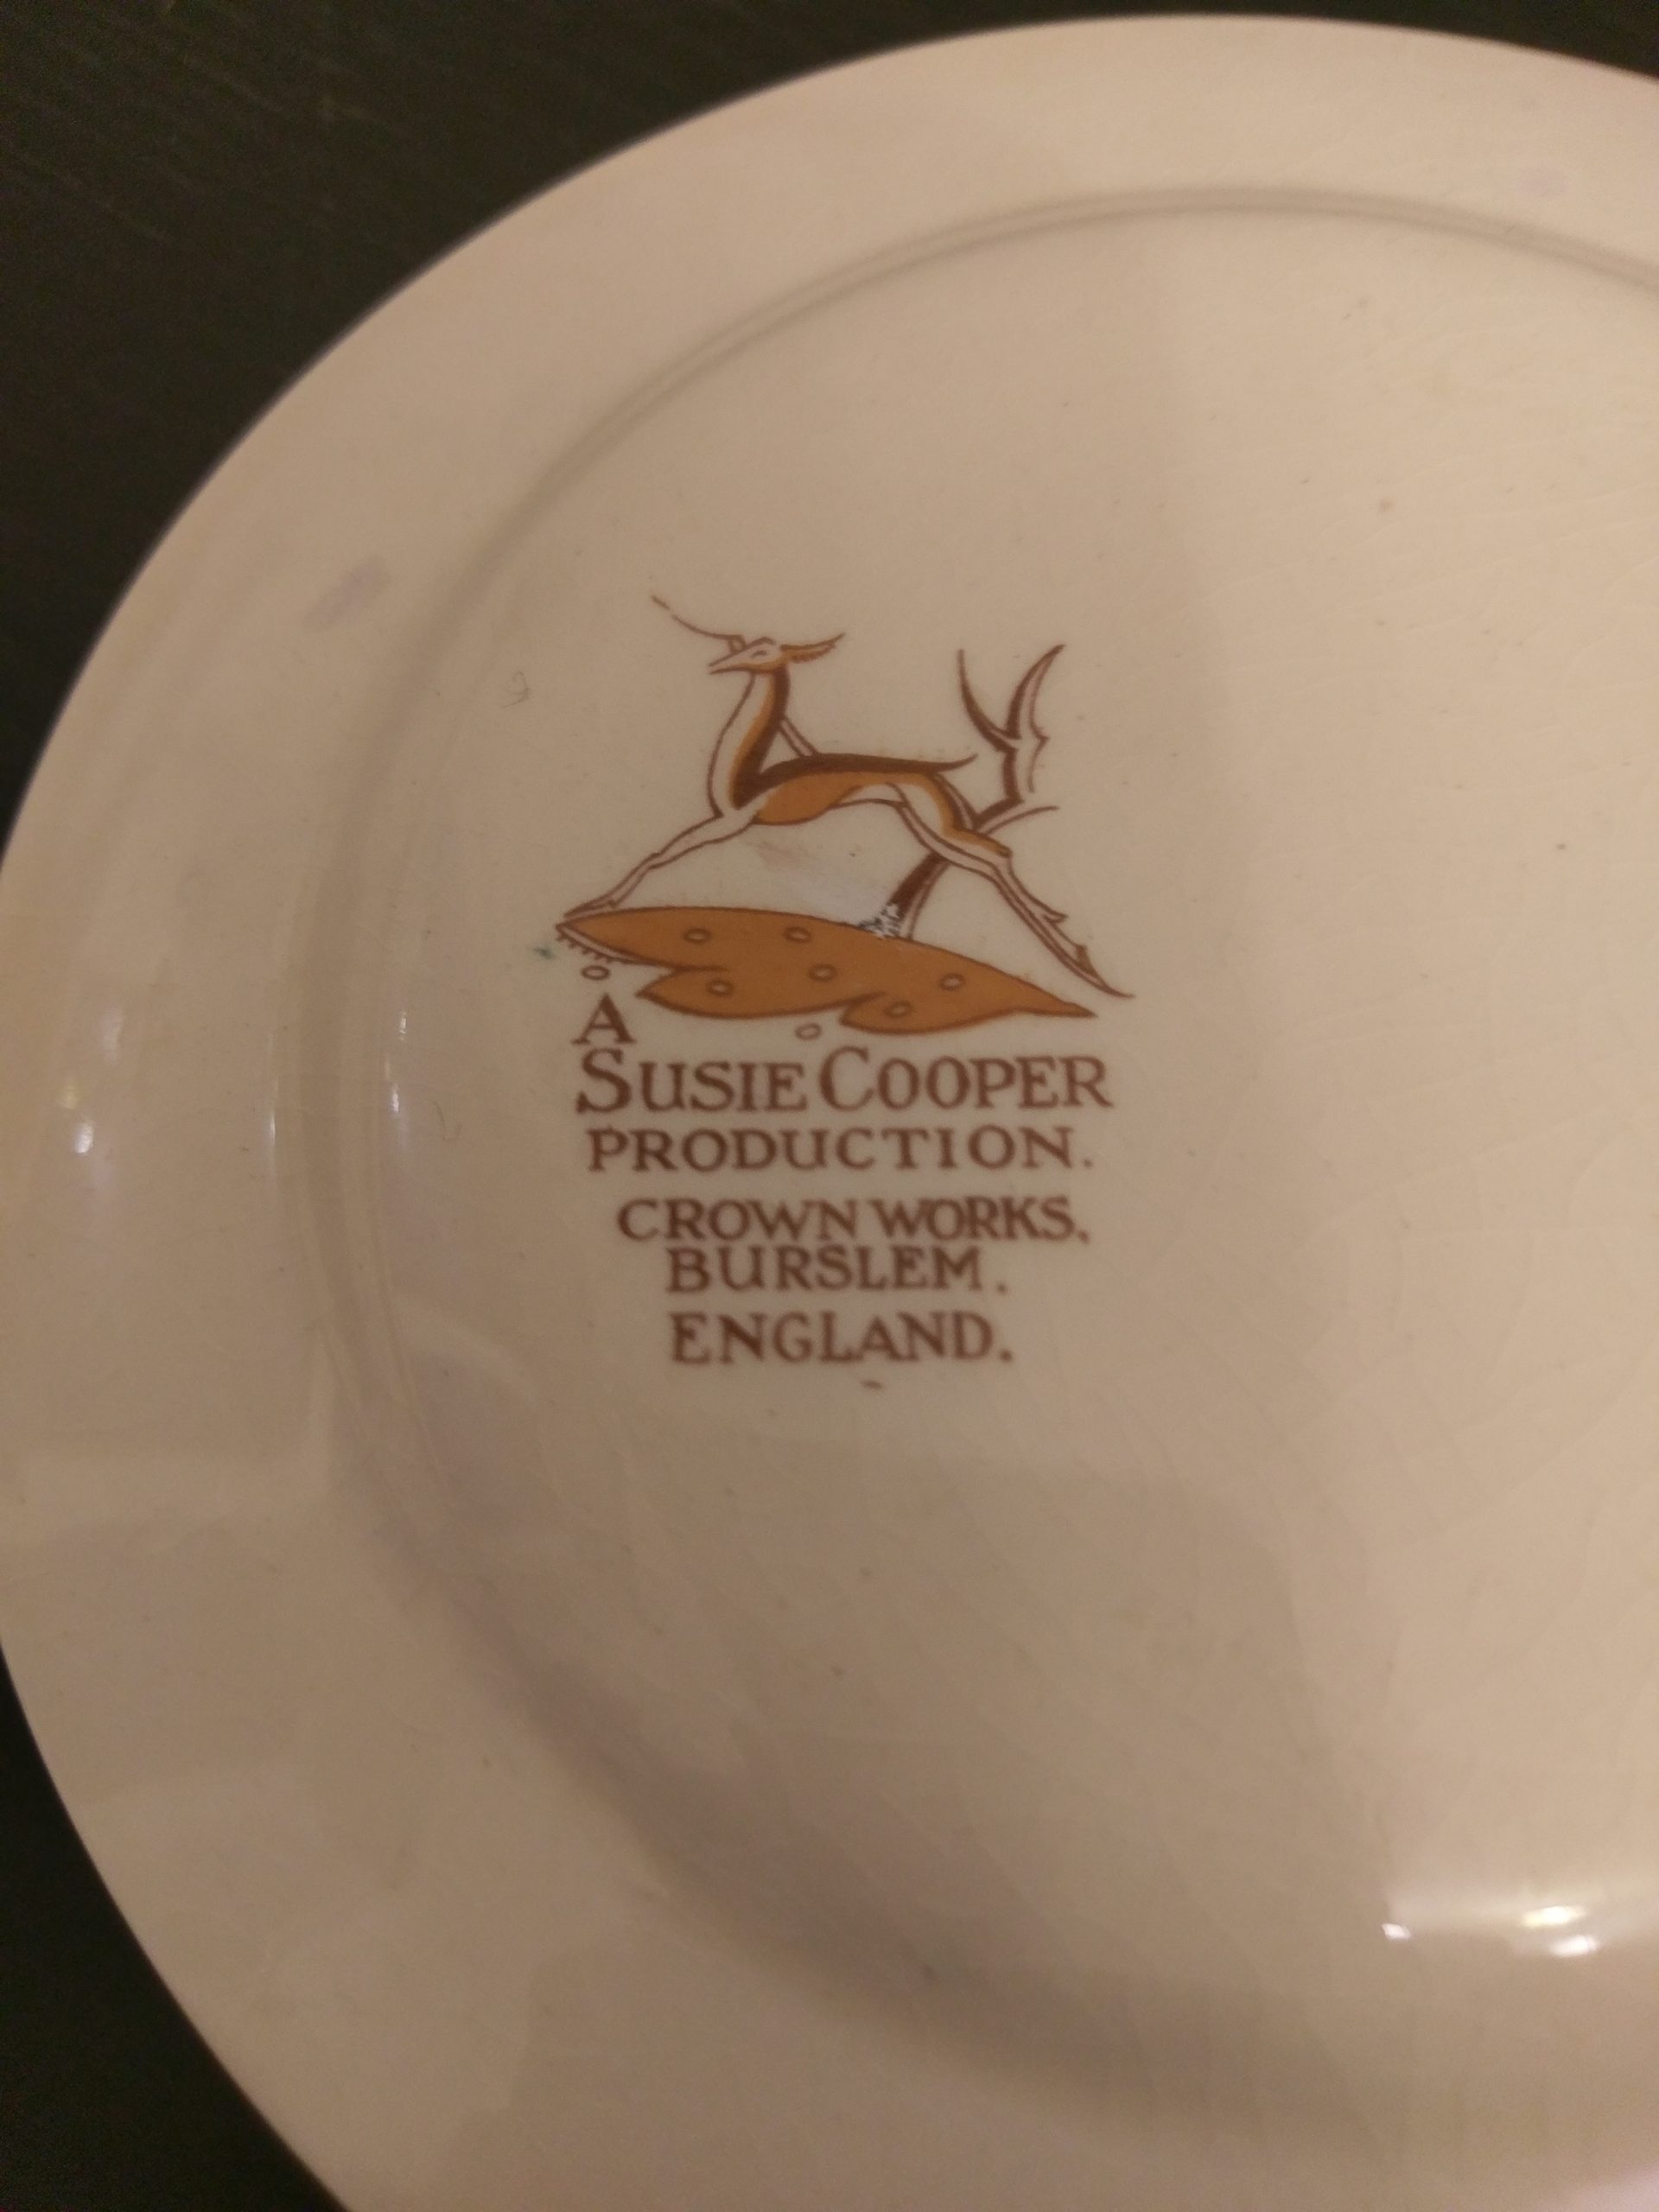 A
SUSIE COOPER
PRODUCTION.
CROWN WORKS,
BURSLEM.
ENGLAND.